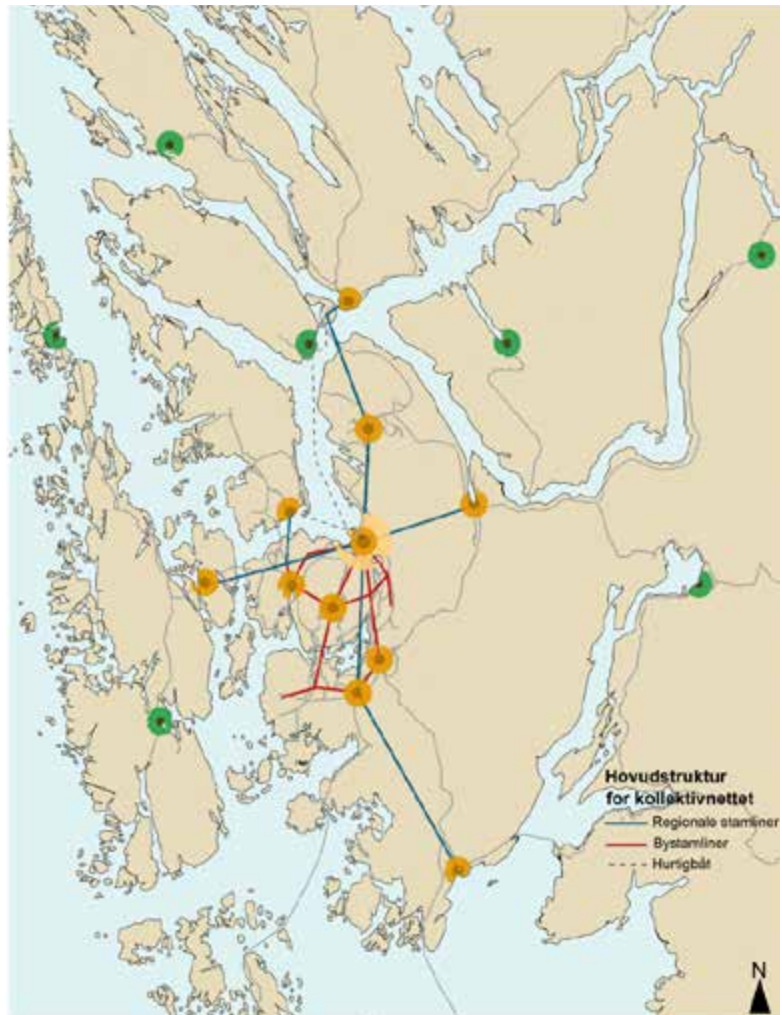 Hovudstruktur
for kollektivnettet
Regionale stamliner
Bystamliner
Hurtigbåt
N